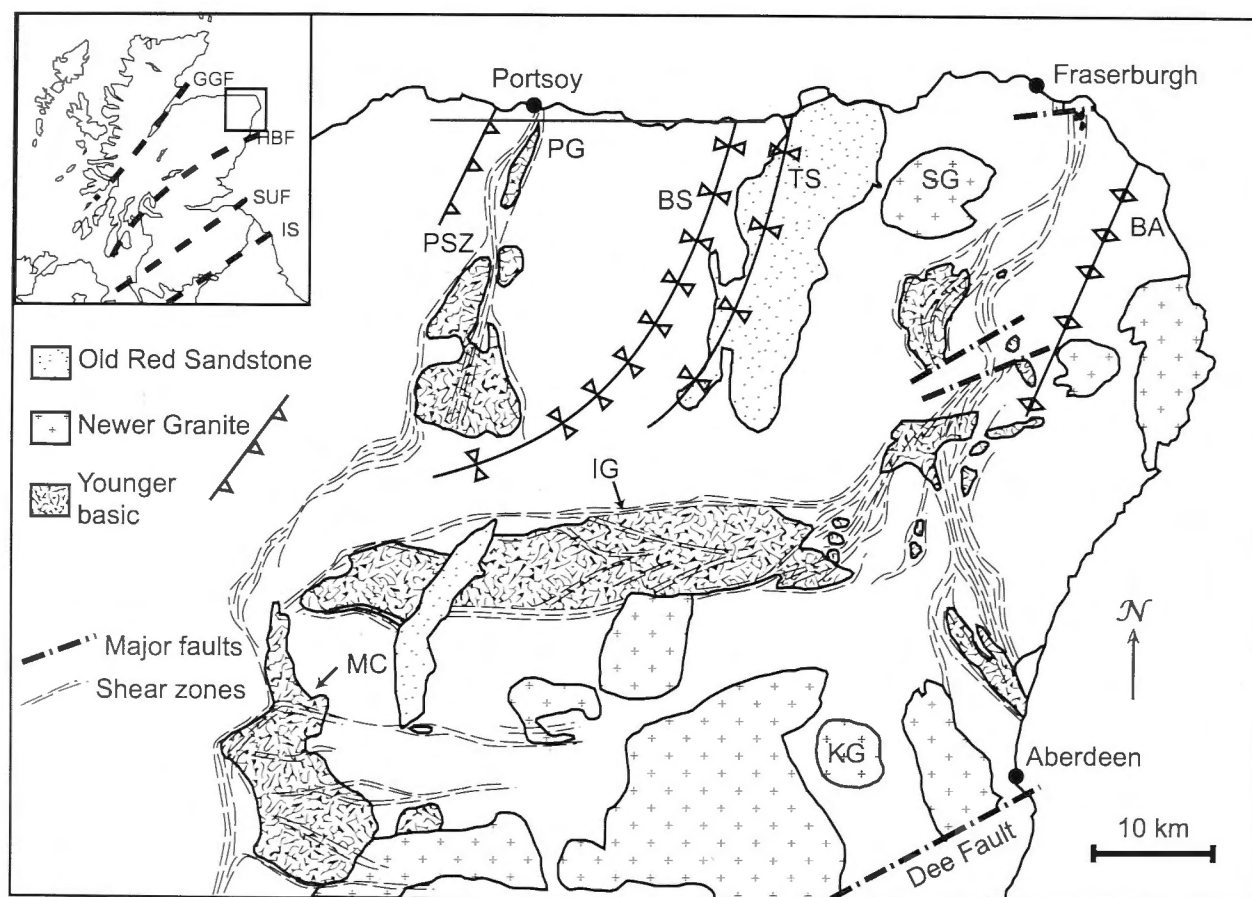 GGF
HBF
SUF
IS
Portsoy
Fraserburgh
PG
PSZ
BS
TS
SG
BA
Old Red Sandstone
Newer Granite
Younger
basic
IG
Major faults
Shear zones
MC
N
KG
Aberdeen
Dee Fault
10 km